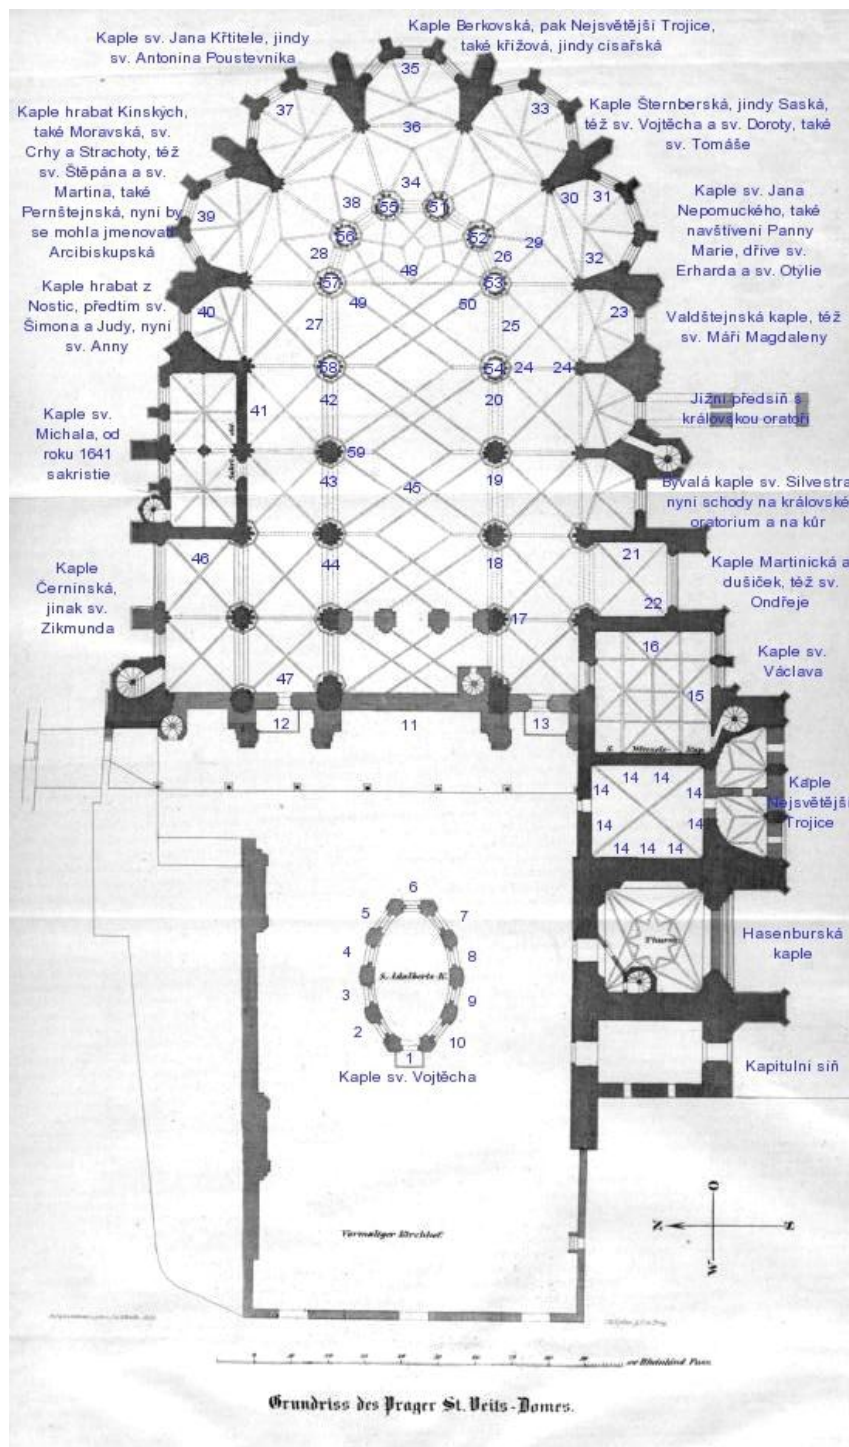 Kaple Berkovská, pak Nejsvětější Trojice,
také křížová, jindy císařská
Kaple sv. Jana Křtitele, jindy
sv. Antonina Poustevníka
35
37
33
Kaple hrabat Kinských,
také Moravská, sv.
Crhy a Strachoty, též
sv. Štěpána a sv.
Martina, také
Pernštejnská, nyní by
se mohla jmenovat
Arcibiskupská
Kaple Šternberská, jindy Saská,
též sv. Vojtěcha a sv. Doroty, také
sv. Tomáše
36
34
38
55
51
30
31
39
56
52
29
28
26
32
48
Kaple sv. Jana
Nepomuckého, také
navštívení Panny
Marie, dříve sv.
Erharda a sv. Otýlie
57
53
49
50
Kaple hrabat z
Nostic, předtím sv.
Šimona a Judy, nyní
sv. Anny
40
27
25
23
Valdštejnská kaple, též
sv. Máří Magdaleny
58
54
24
24
41
42
20
Jižní předsíň s
královskou oratoří
Kaple sv.
Michala, od
roku 1641
sakristie
59
43
45
19
Bývalá kaple sv. Silvestra
nyní schody na královské
oratorium a na kůr
46
44
18
21
22
17
Kaple Martinická a
dušiček, též sv.
Ondřeje
Kaple
Černínská,
jinak sv.
Zikmunda
47
16
15
Kaple sv.
Václava
12
11
13
S. Wenzels- Kap.
14 14
14 14
14 14
14 14 14
Kaple
Nejsvětější
Trojice
6
5 7
4 8
S. Adalberts-K.
3 9
2 10
1
Kaple sv. Vojtěcha
Thurm
Hasenburská
kaple
Kapitulní síň
O
N S
W
Vormaliger Kirchhof.
Grundriss des Prager St. Veits-Domes.